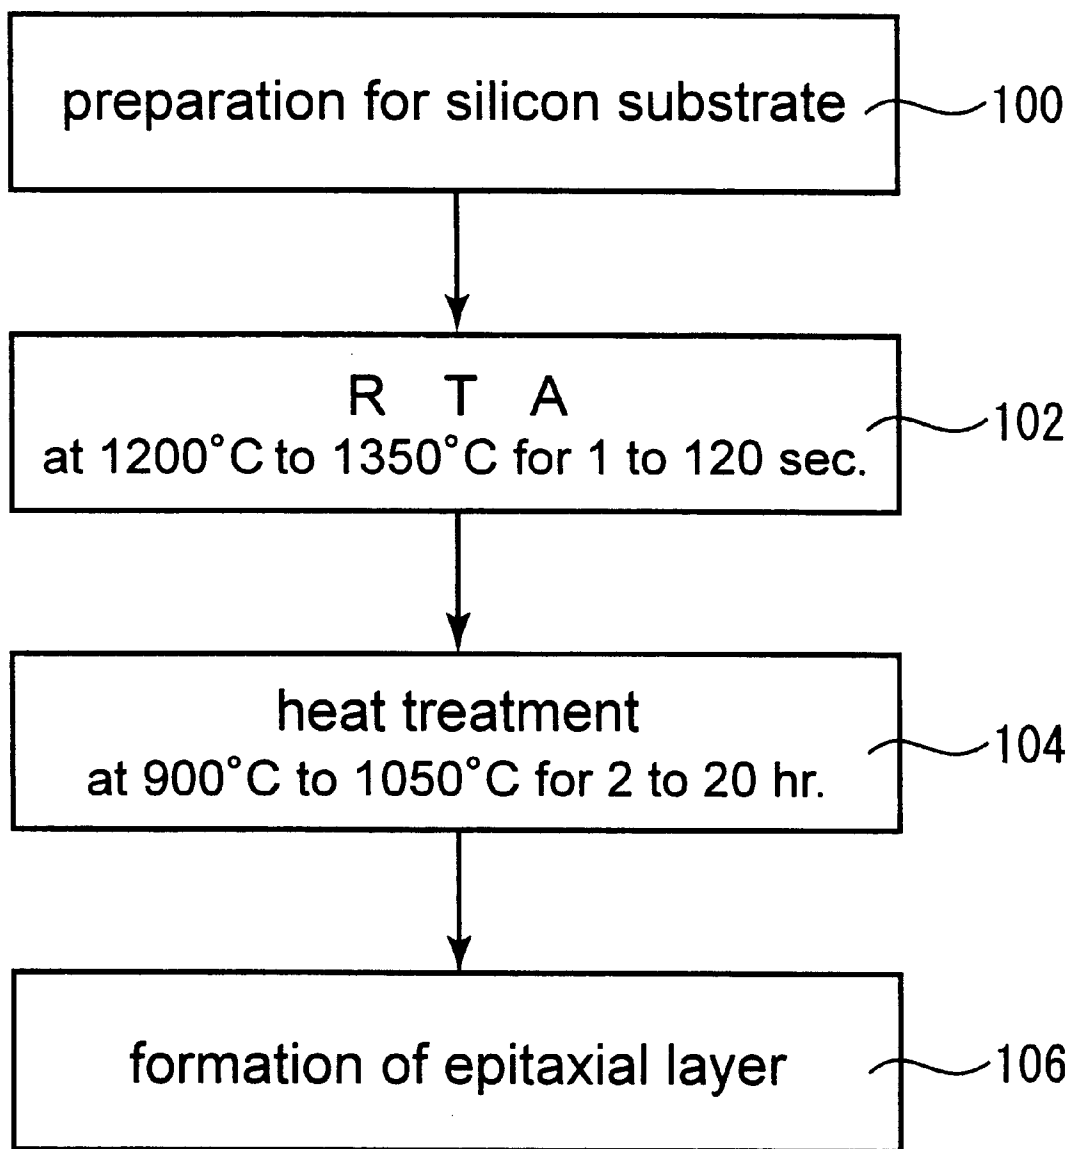 preparation for silicon substrate
100
R T A
at 1200°C to 1350°C for 1 to 120 sec.
102
heat treatment
at 900°C to 1050°C for 2 to 20 hr.
104
formation of epitaxial layer
106